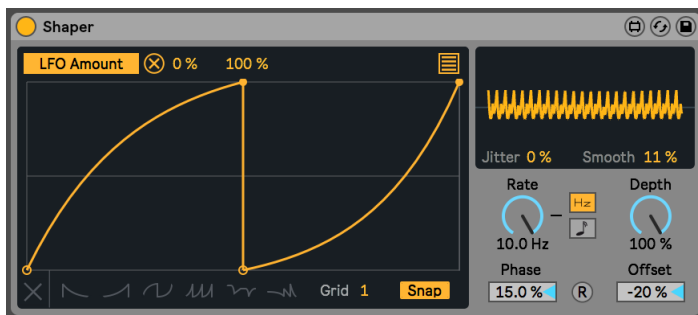 Shaper
LFO Amount 0 % 100 %
Jitter 0 % Smooth 11 %
Rate Depth
Hz
10.0 Hz 100 %
Phase Offset
15.0 % R -20 %
Grid 1 Snap